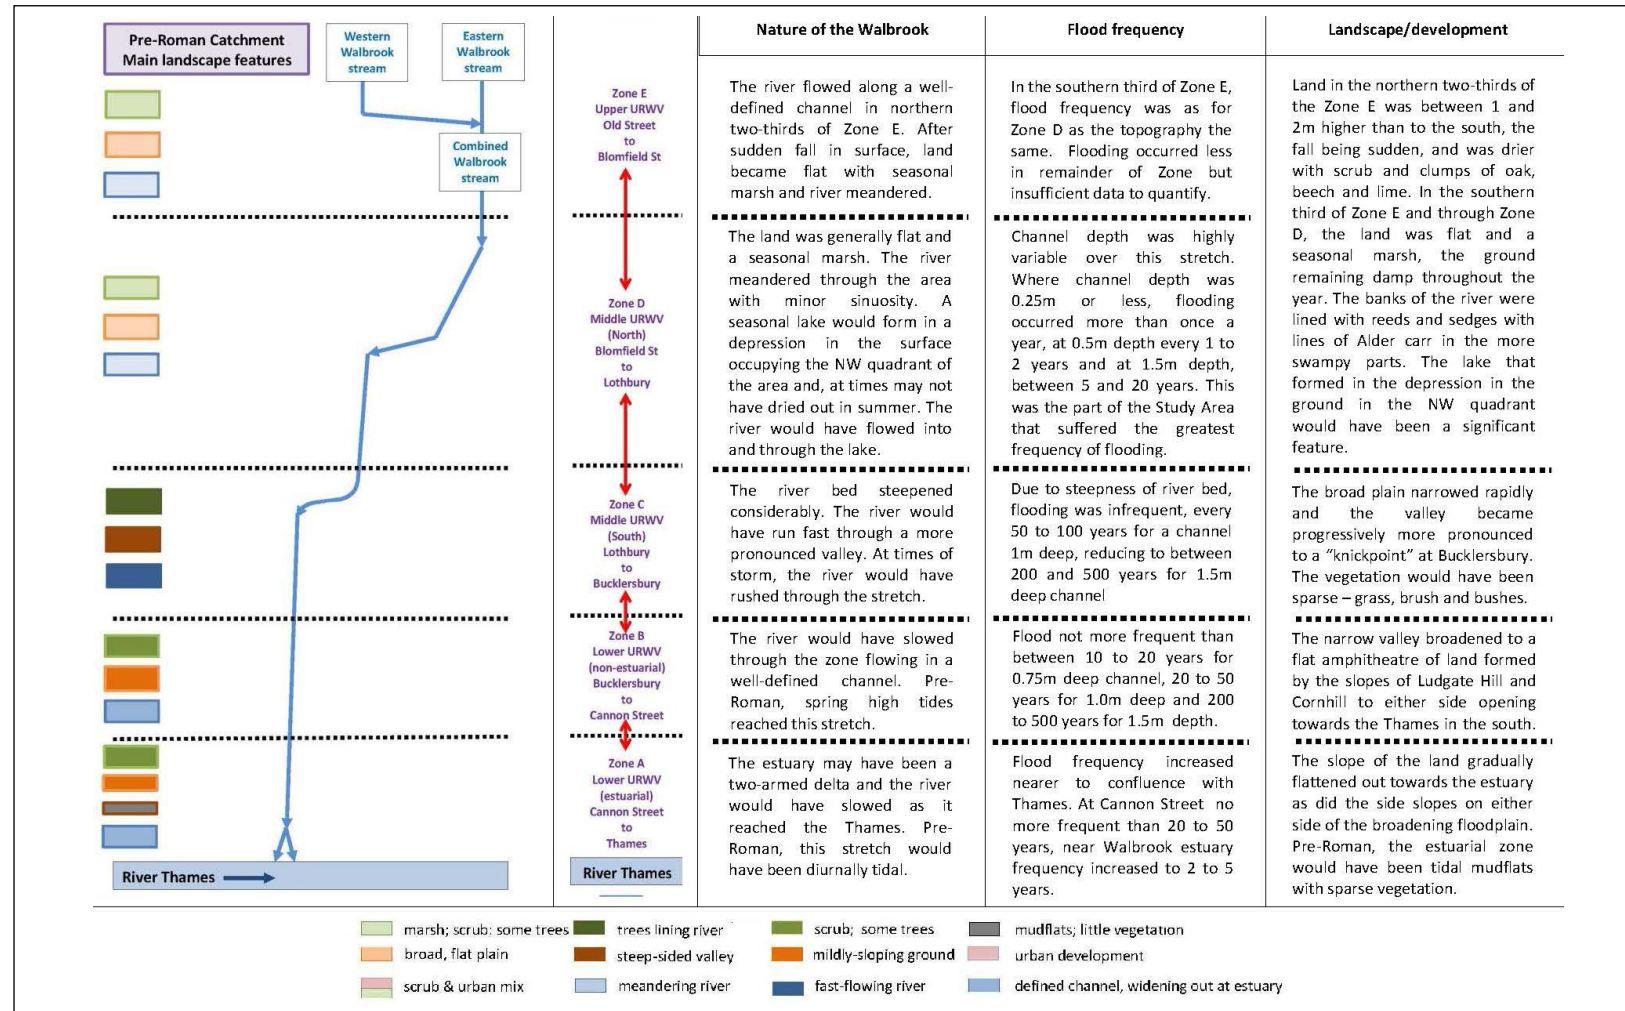 Pre-Roman Catchment
Main landscape features
Western
Walbrook
stream
Eastern
Walbrook
stream
Combined
Walbrook
stream
River Thames
Nature of the Walbrook
Flood frequency
Landscape/development
Zone E
Upper URWV
Old Street
to
Blomfield St
The river flowed along a well-
defined channel in northern
two-thirds of Zone E. After
sudden fall in surface, land
became flat with seasonal
marsh and river meandered.
In the southern third of Zone E,
flood frequency was as for
Zone D as the topography the
same. Flooding occurred less
in remainder of Zone but
insufficient data to quantify.
Land in the northern two-thirds of
the Zone E was between 1 and
2m higher than to the south, the
fall being sudden, and was drier
with scrub and clumps of oak,
beech and lime. In the southern
third of Zone E and through Zone
D, the land was flat and a
seasonal marsh, the ground
remaining damp throughout the
year. The banks of the river were
lined with reeds and sedges with
lines of Alder carr in the more
swampy parts. The lake that
formed in the depression in the
ground in the NW quadrant
would have been a significant
feature.
Zone D
Middle URWV
(North)
Blomfield St
to
Lothbury
The land was generally flat and
a seasonal marsh. The river
meandered through the area
with minor sinuosity. A
seasonal lake would form in a
depression in the surface
occupying the NW quadrant of
the area and, at times may not
have dried out in summer. The
river would have flowed into
and through the lake.
Channel depth was highly
variable over this stretch.
Where channel depth was
0.25m or less, flooding
occurred more than once a
year, at 0.5m depth every 1 to
2 years and at 1.5m depth,
between 5 and 20 years. This
was the part of the Study Area
that suffered the greatest
frequency of flooding.
Zone C
Middle URWV
(South)
Lothbury
to
Bucklersbury
The river bed steepened
considerably. The river would
have run fast through a more
pronounced valley. At times of
storm, the river would have
rushed through the stretch.
Due to steepness of river bed,
flooding was infrequent, every
50 to 100 years for a channel
1m deep, reducing to between
200 and 500 years for 1.5m
deep channel
The broad plain narrowed rapidly
and the valley became
progressively more pronounced
to a “knickpoint” at Bucklersbury.
The vegetation would have been
sparse – grass, brush and bushes.
Zone B
Lower URWV
(non-estuarial)
Bucklersbury
to
Cannon Street
The river would have slowed
through the zone flowing in a
well-defined channel. Pre-
Roman, spring high tides
reached this stretch.
Flood not more frequent than
between 10 to 20 years for
0.75m deep channel, 20 to 50
years for 1.0m deep and 200
to 500 years for 1.5m depth.
The narrow valley broadened to a
flat amphitheatre of land formed
by the slopes of Ludgate Hill and
Cornhill to either side opening
towards the Thames in the south.
Zone A
Lower URWV
(estuarial)
Cannon Street
to
Thames
River Thames
The estuary may have been a
two-armed delta and the river
would have slowed as it
reached the Thames. Pre-
Roman, this stretch would
have been diurnally tidal.
Flood frequency increased
nearer to confluence with
Thames. At Cannon Street no
more frequent than 20 to 50
years, near Walbrook estuary
frequency increased to 2 to 5
years.
The slope of the land gradually
flattened out towards the estuary
as did the side slopes on either
side of the broadening floodplain.
Pre-Roman, the estuarial zone
would have been tidal mudflats
with sparse vegetation.
marsh; scrub; some trees
trees lining river
scrub; some trees
mudflats; little vegetation
broad, flat plain
steep-sided valley
mildly-sloping ground
urban development
scrub & urban mix
meandering river
fast-flowing river
defined channel, widening out at estuary